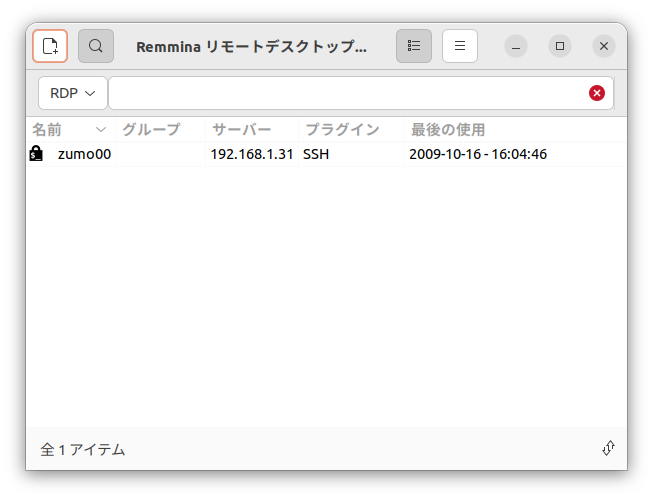 Remmina リモートデスクトップ...
RDP
名前 グループ サーバー プラグイン 最後の使用
zumo00 192.168.1.31 SSH 2009-10-16 - 16:04:46
全 1 アイテム